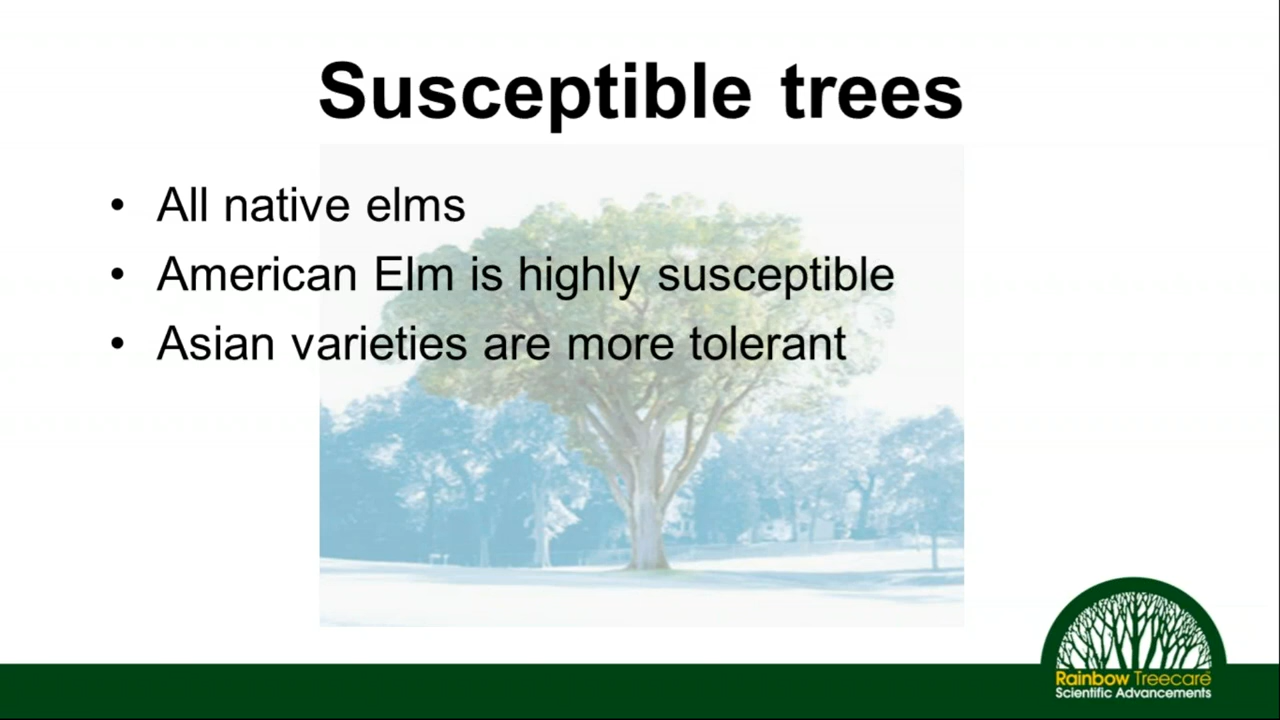 Susceptible trees
• All native elms
• American Elm is highly susceptible
• Asian varieties are more tolerant
Rainbow Treecare
Scientific Advancements